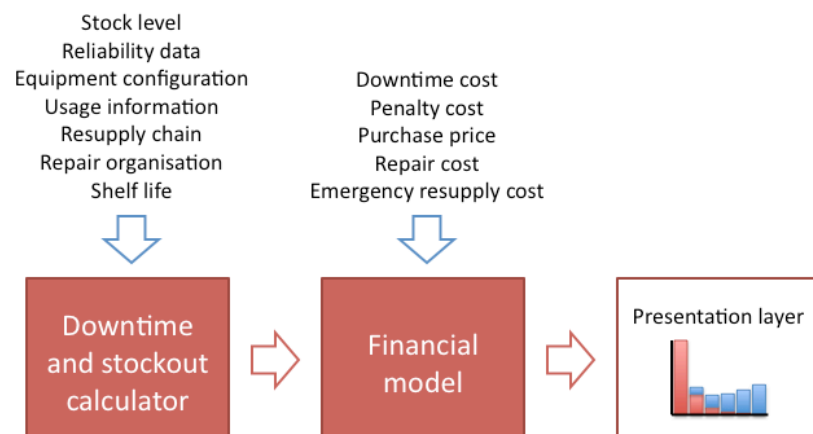 Stock level
Reliability data
Equipment configuration
Usage information
Resupply chain
Repair organisation
Shelf life
Downtime cost
Penalty cost
Purchase price
Repair cost
Emergency resupply cost
Downtime
and stockout
calculator
Financial
model
Presentation layer